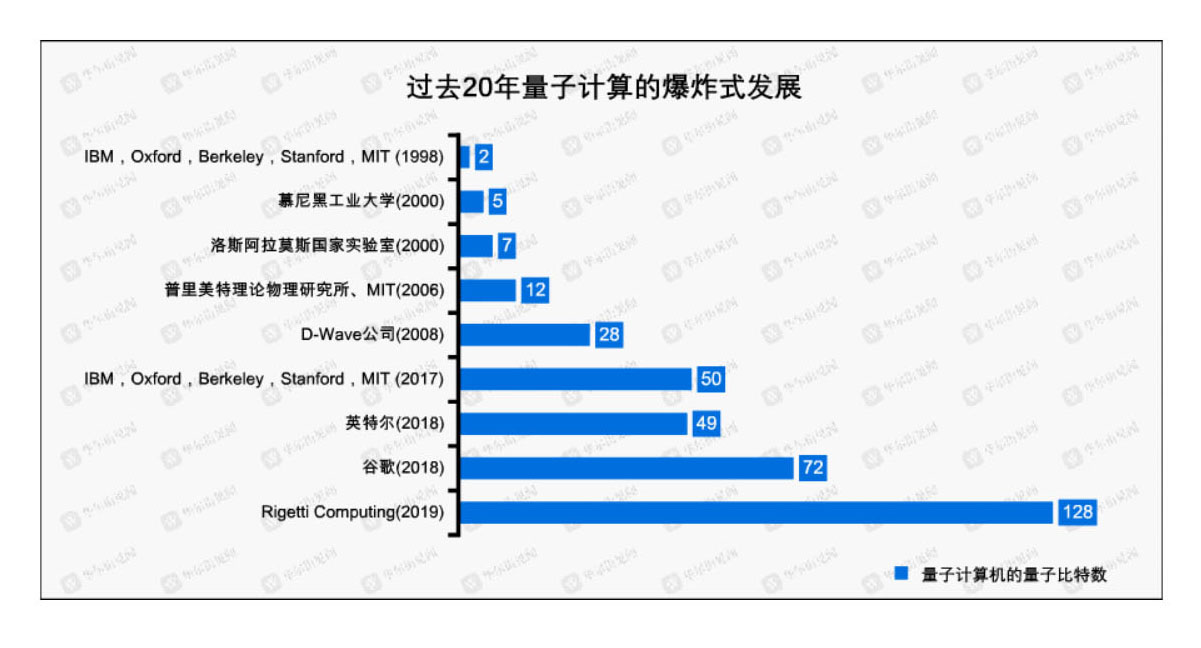 过去20年量子计算的爆炸式发展
IBM，Oxford，Berkeley，Stanford，MIT (1998) 2
慕尼黑工业大学(2000) 5
洛斯阿拉莫斯国家实验室(2000) 7
普里美特理论物理研究所、MIT(2006) 12
D-Wave公司(2008) 28
IBM，Oxford，Berkeley，Stanford，MIT (2017) 50
英特尔(2018) 49
谷歌(2018) 72
Rigetti Computing(2019) 128
量子计算机的量子比特数